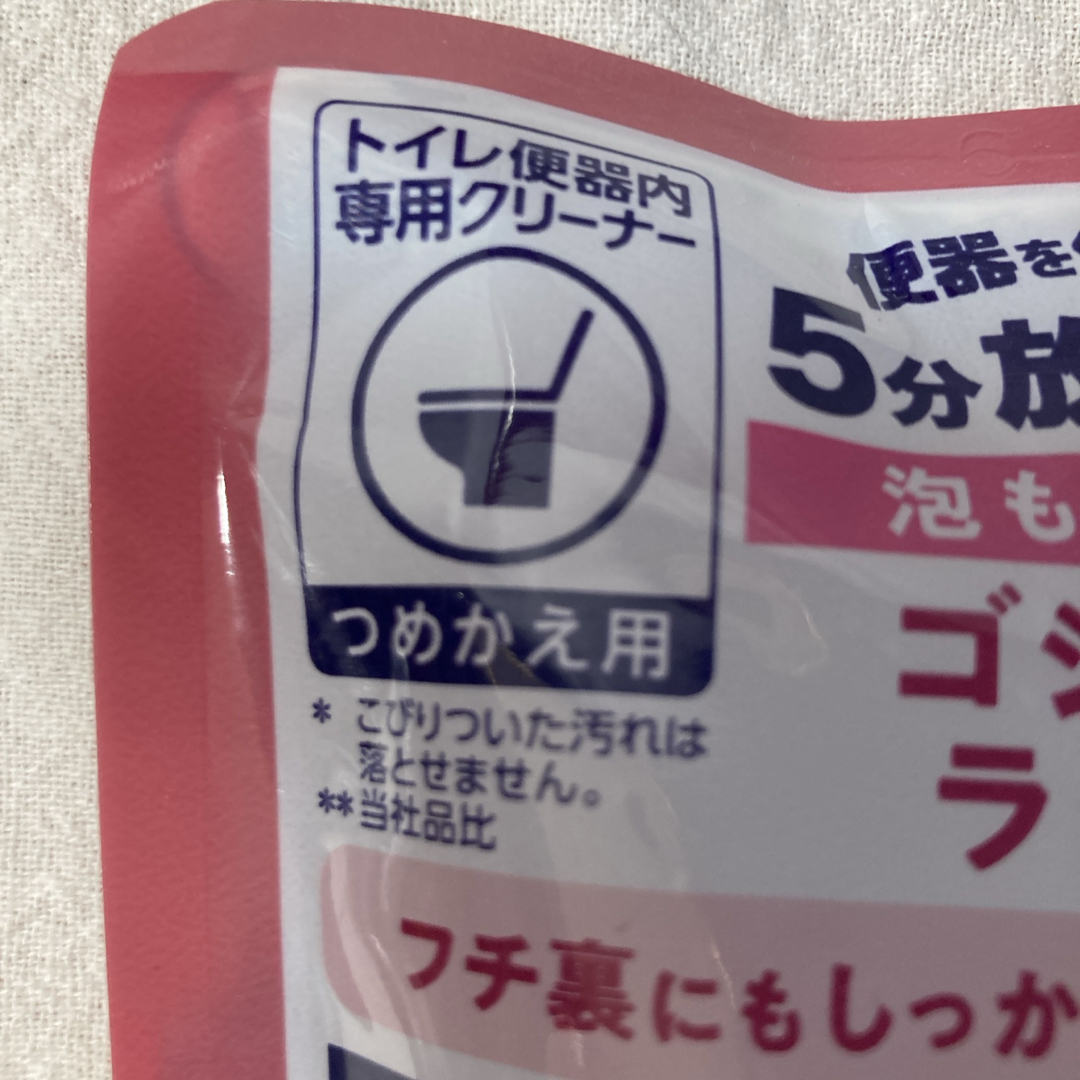 トイレ便器内
専用クリーナー
つめかえ用
* こびりついた汚れは
落とせません。
**当社品比
便器を
5分放
泡も
ゴシ
ラ
フチ裏にもしっか